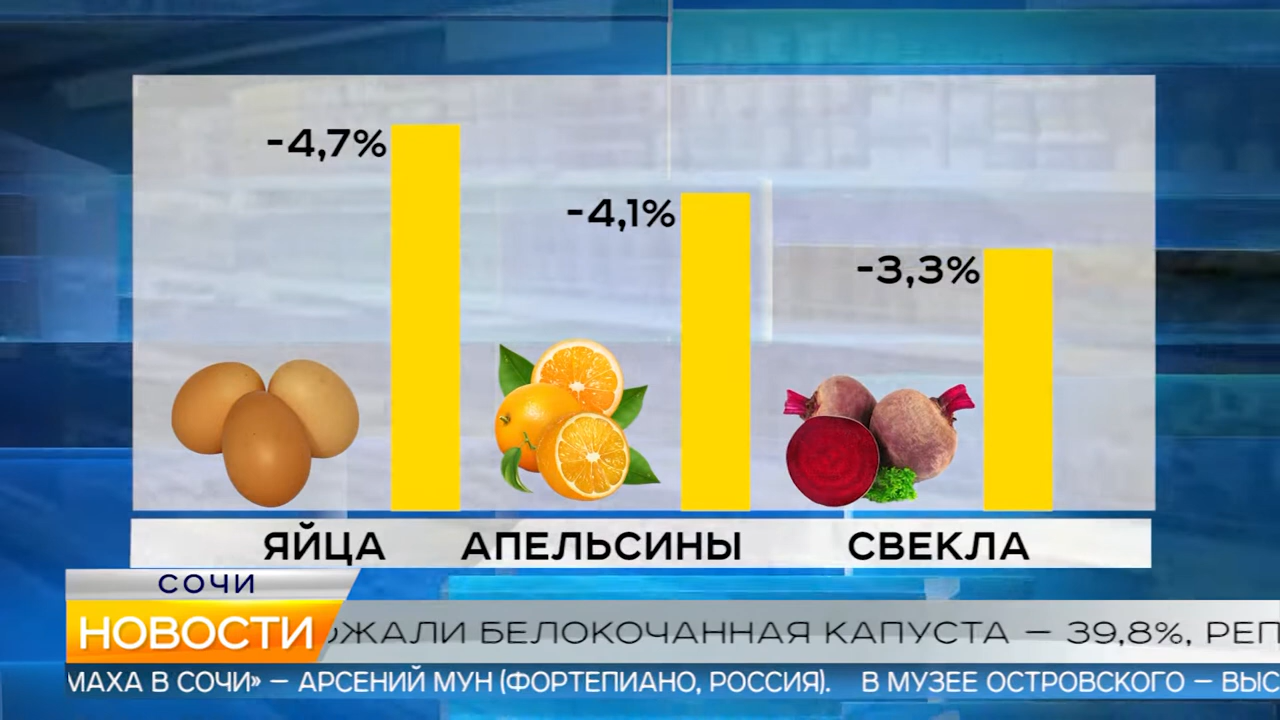 -4,7%
-4,1%
-3,3%
ЯЙЦА АПЕЛЬСИНЫ СВЕКЛА
СОЧИ
НОВОСТИ
ОЖАЛИ БЕЛОКОЧАННАЯ КАПУСТА — 39,8%, РЕП
МАХА В СОЧИ» — АРСЕНИЙ МУН (ФОРТЕПИАНО, РОССИЯ). В МУЗЕЕ ОСТРОВСКОГО — ВЫС